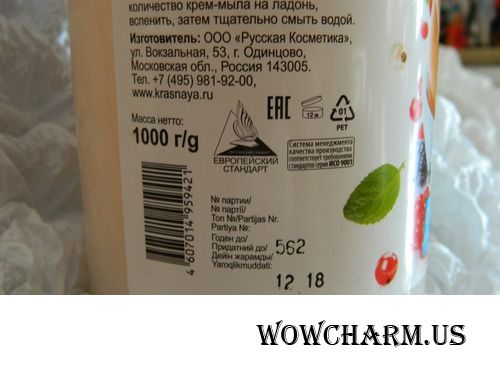 количество крем-мыла на ладонь,
вспенить, затем тщательно смыть водой.
Изготовитель: ООО «Русская Косметика»,
ул. Вокзальная, 53, г. Одинцово,
Московская обл., Россия 143005.
Тел. +7 (495) 981-92-00,
www.krasnaya.ru
Масса нетто:
1000 г/g
ЕВРОПЕЙСКИЙ
СТАНДАРТ
EAC
12 м
01
PET
Система менеджмента
качества производства
соответствует требованиям
стандартов серии ИСО 9001
4 607014 959421
№ партии/
№ партії/
Топ №/Partijas Nr.
Partiya №:
Годен до/
Придатний до/
Дейін жарамды/
Yaroqlikmuddati:
562
12 18
WOWCHARM.US